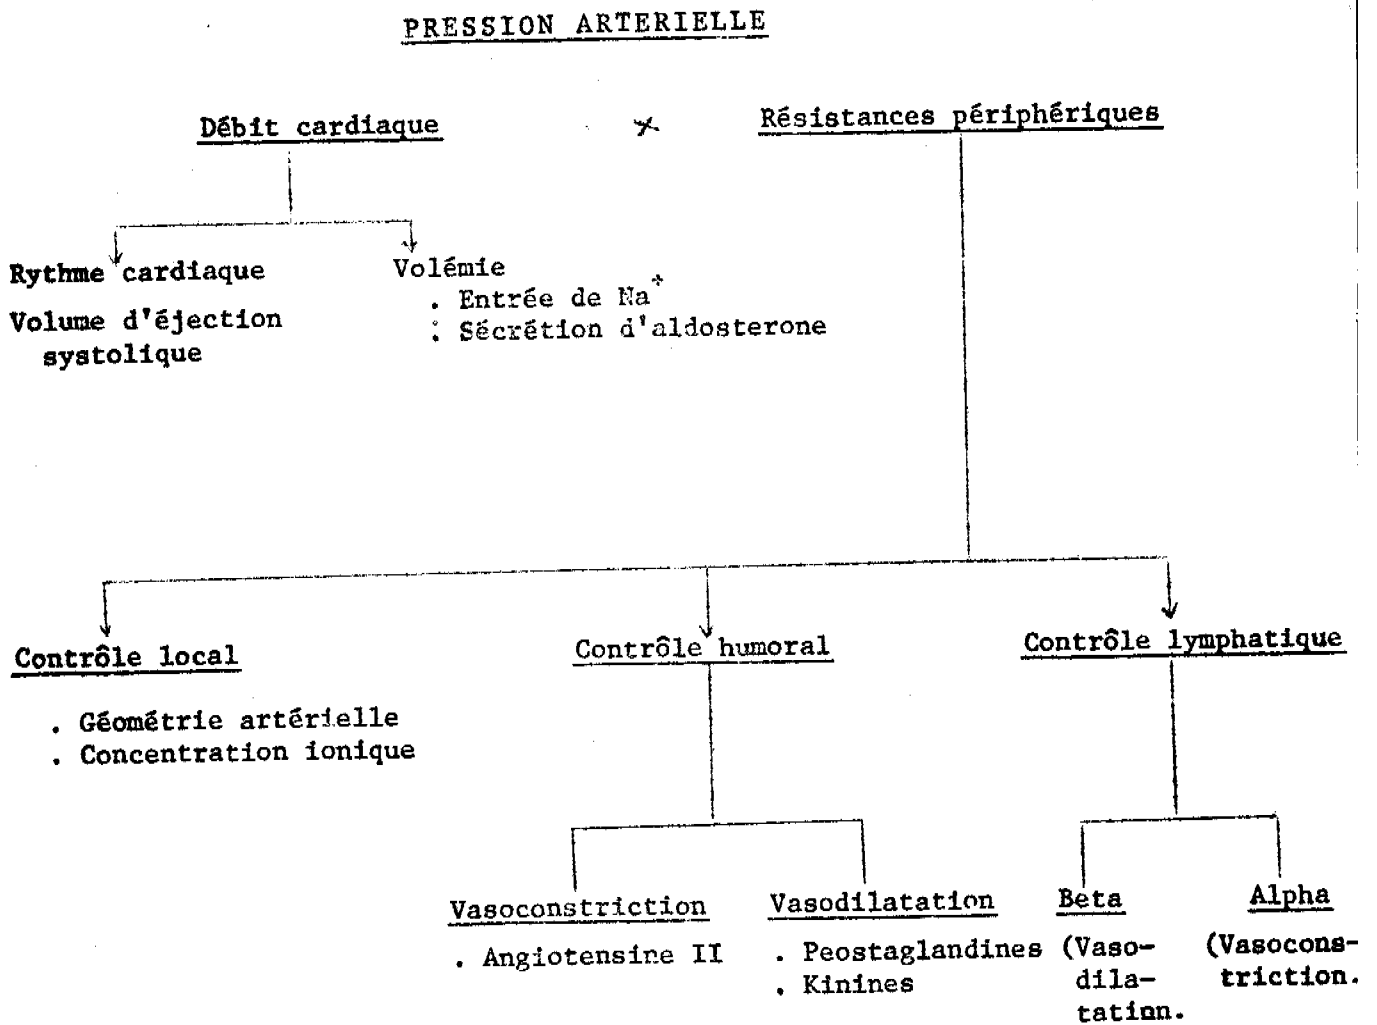 PRESSION ARTERIELLE
Débit cardiaque × Résistances périphériques
Rythme cardiaque
Volume d'éjection
systolique
Volémie
. Entrée de Na⁺
. Sécrétion d'aldosterone
Contrôle local
. Géométrie artérielle
. Concentration ionique
Contrôle humoral
Contrôle lymphatique
Vasoconstriction
. Angiotensine II
Vasodilatation
. Peostaglandines
. Kinines
Beta
(Vaso-
dila-
tation.
Alpha
(Vasocons-
triction.